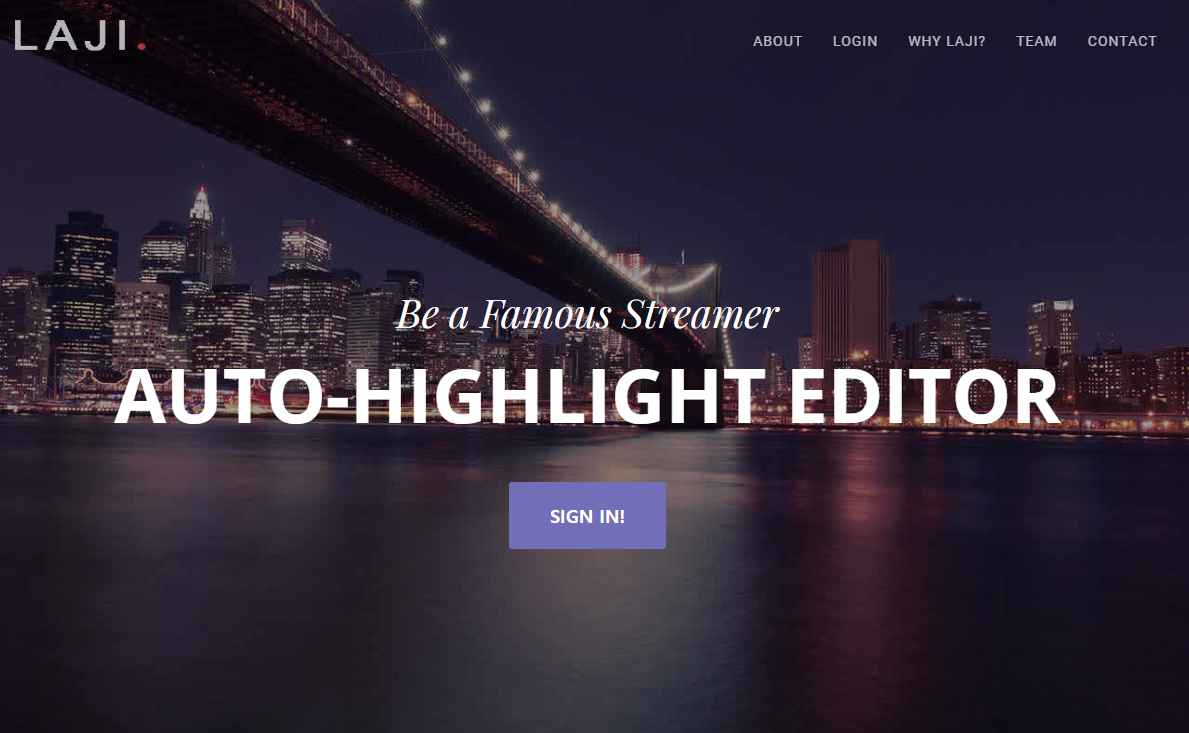 LAJI.
ABOUT LOGIN WHY LAJI? TEAM CONTACT
Be a Famous Streamer
AUTO-HIGHLIGHT EDITOR
SIGN IN!